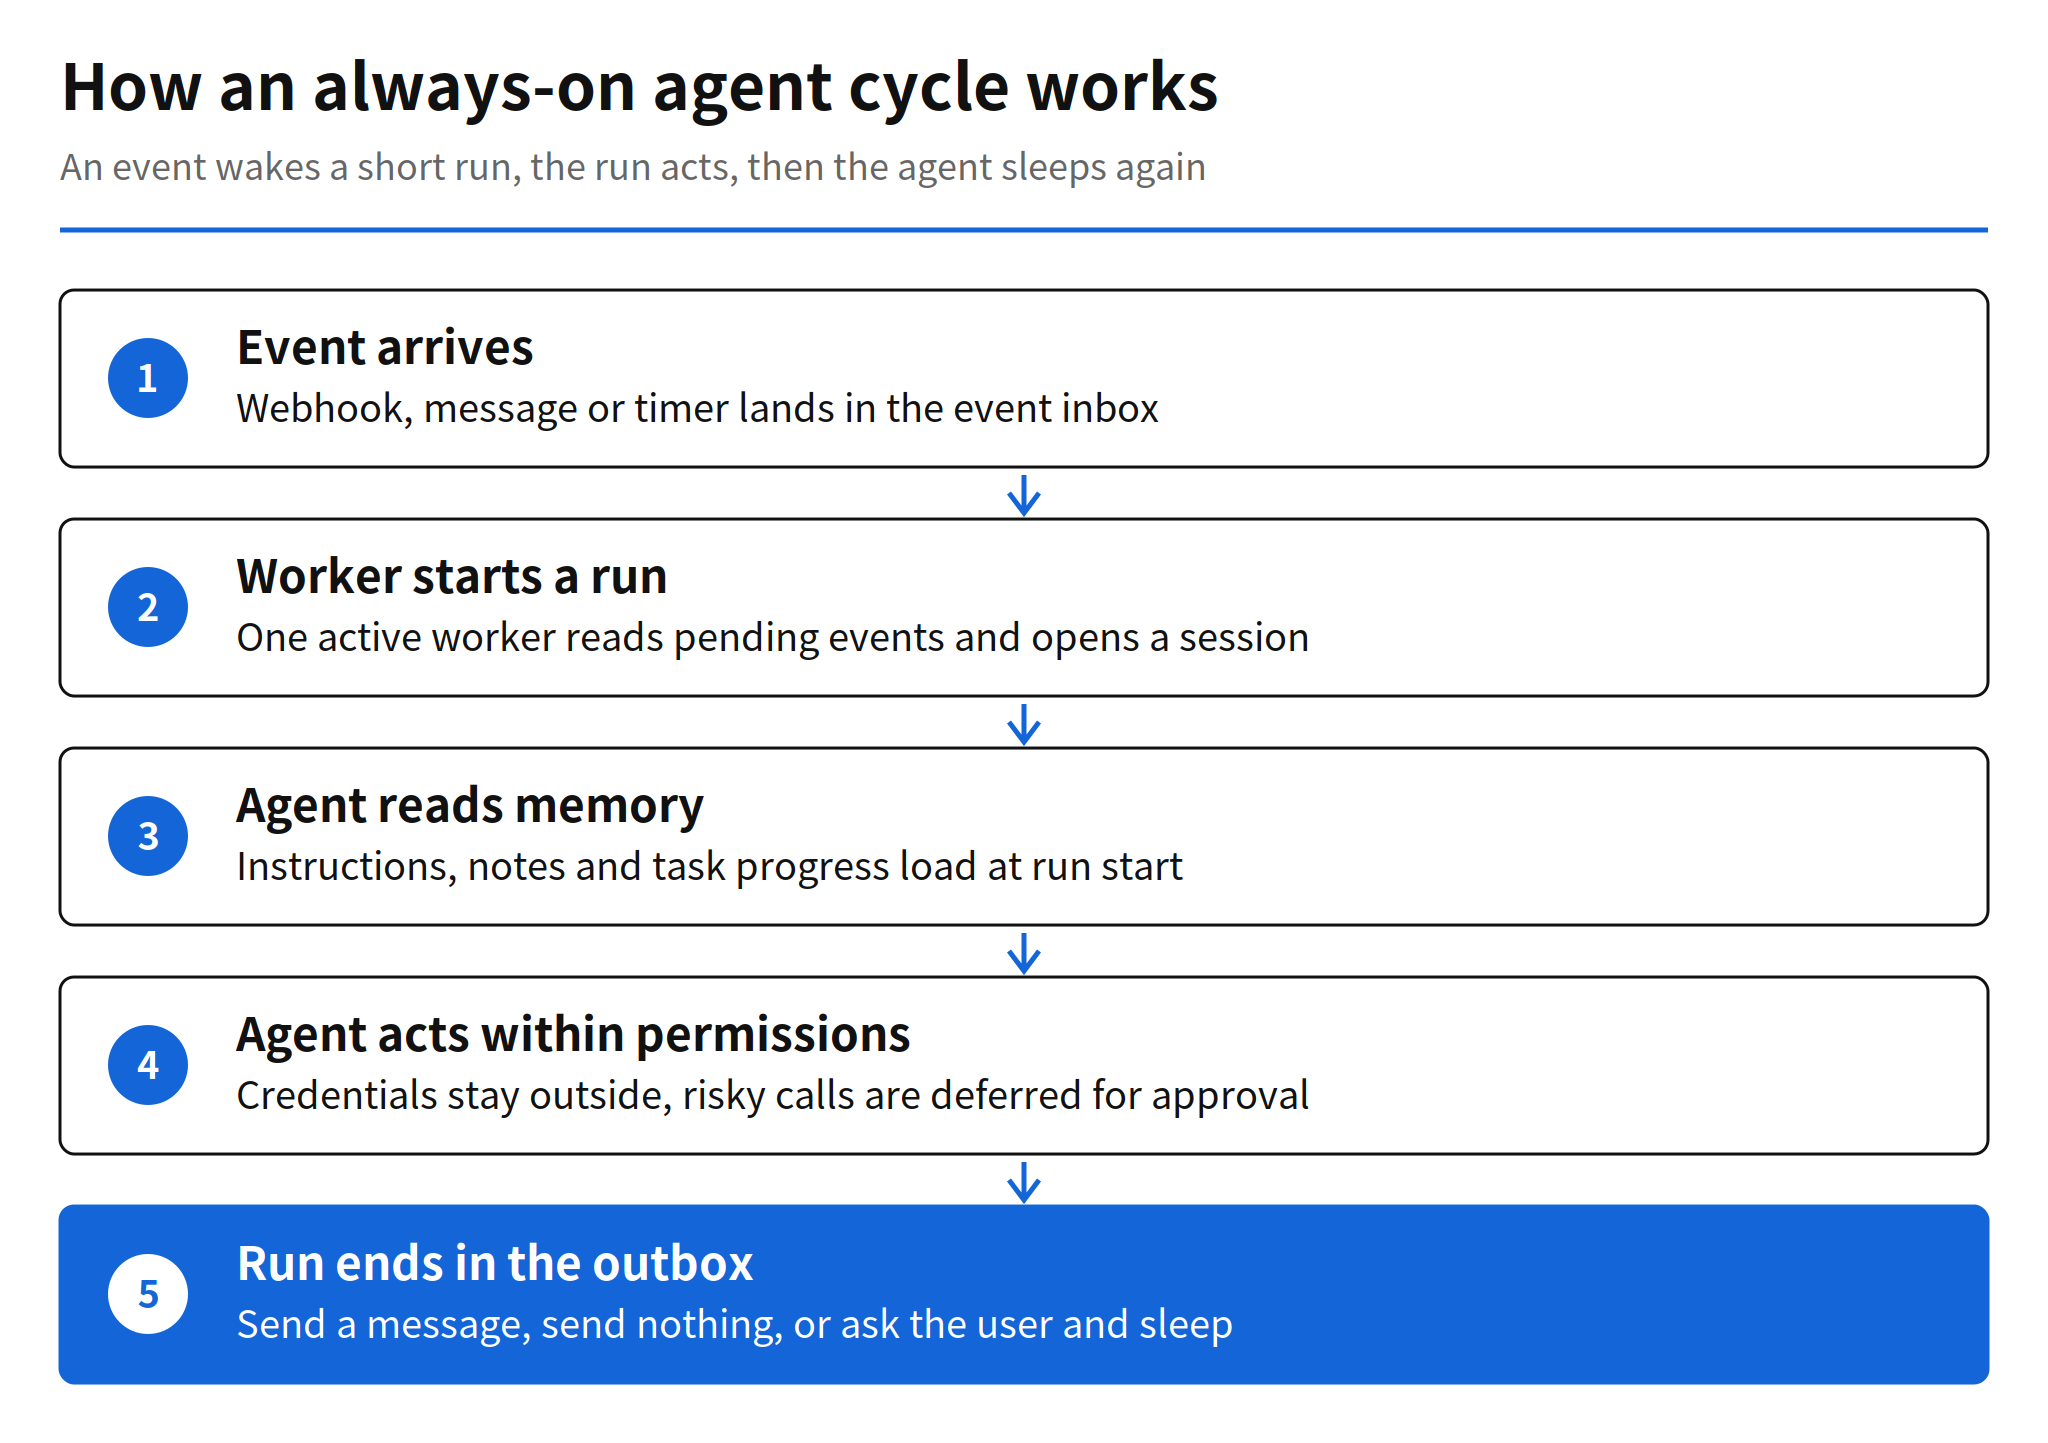 How an always-on agent cycle works
An event wakes a short run, the run acts, then the agent sleeps again
1
Event arrives
Webhook, message or timer lands in the event inbox
2
Worker starts a run
One active worker reads pending events and opens a session
3
Agent reads memory
Instructions, notes and task progress load at run start
4
Agent acts within permissions
Credentials stay outside, risky calls are deferred for approval
5
Run ends in the outbox
Send a message, send nothing, or ask the user and sleep